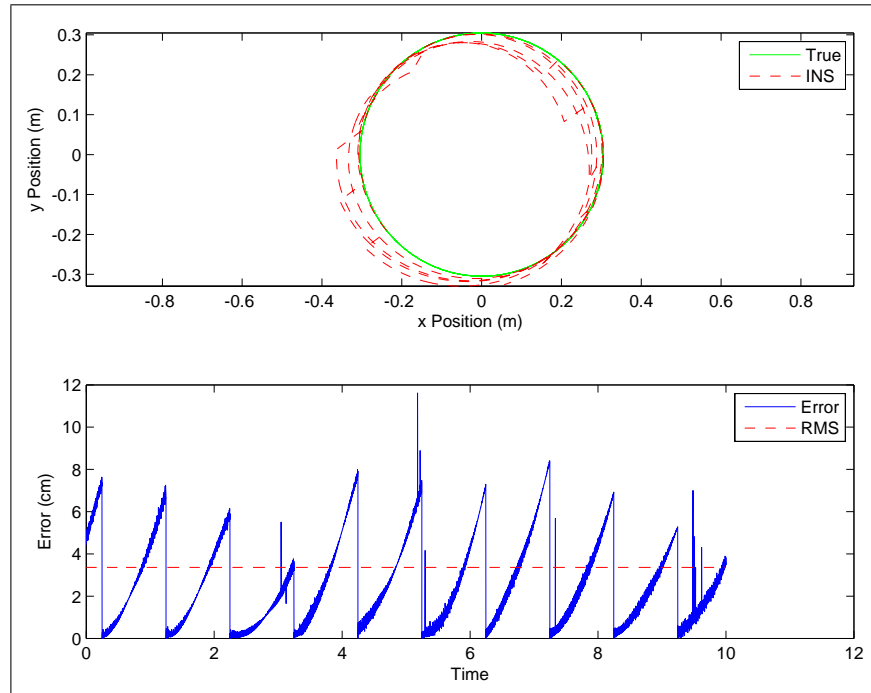 0.3
0.2
0.1
0
-0.1
-0.2
-0.3
y Position (m)
True
INS
-0.8 -0.6 -0.4 -0.2 0 0.2 0.4 0.6 0.8
x Position (m)
12
10
8
6
4
2
0
Error (cm)
Error
RMS
0 2 4 6 8 10 12
Time